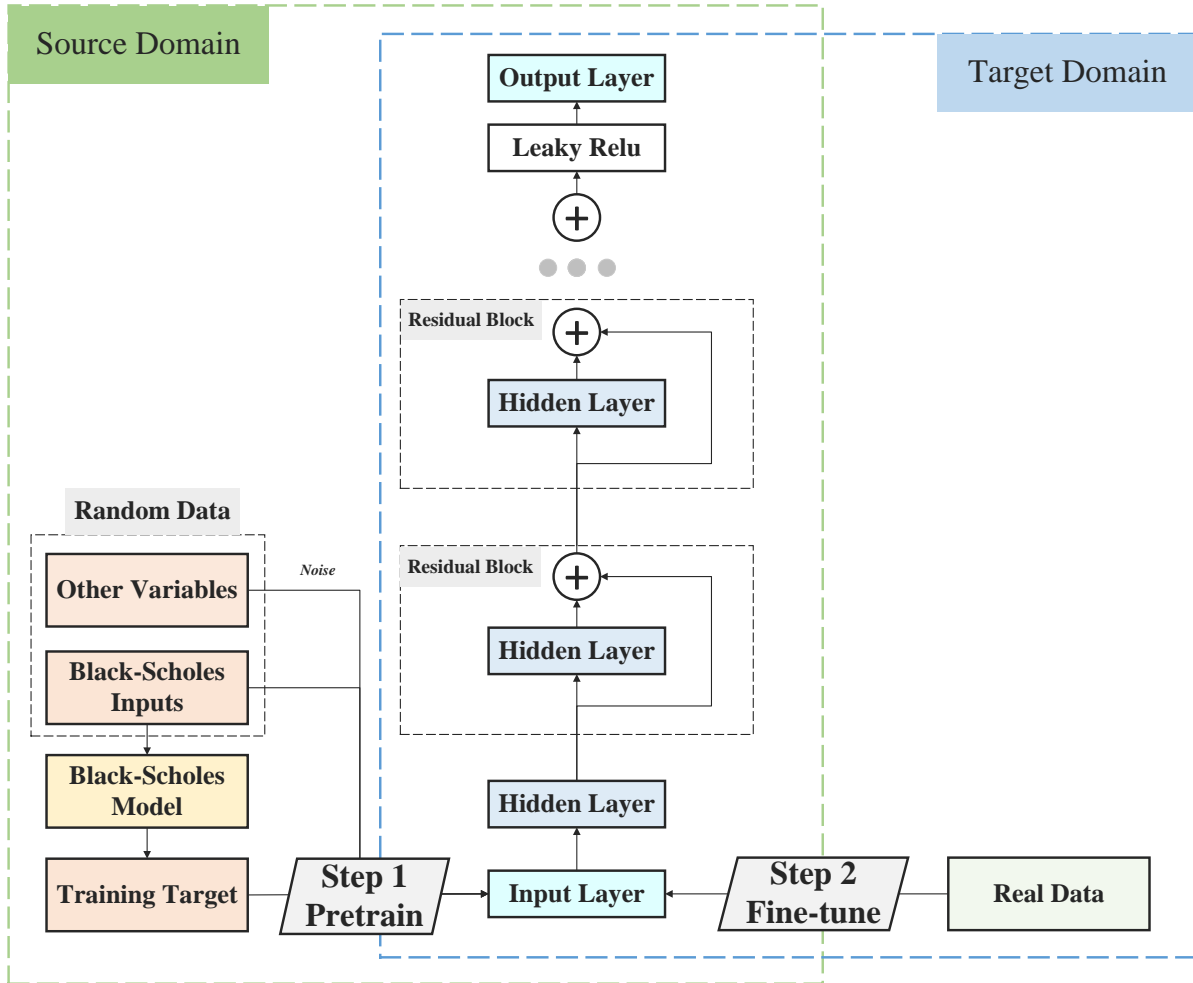 Source Domain
Target Domain
Output Layer
Leaky Relu
+
Residual Block
+
Hidden Layer
Random Data
Other Variables
Noise
Residual Block
+
Hidden Layer
Black-Scholes
Inputs
Black-Scholes
Model
Hidden Layer
Training Target
Step 1
Pretrain
Input Layer
Step 2
Fine-tune
Real Data